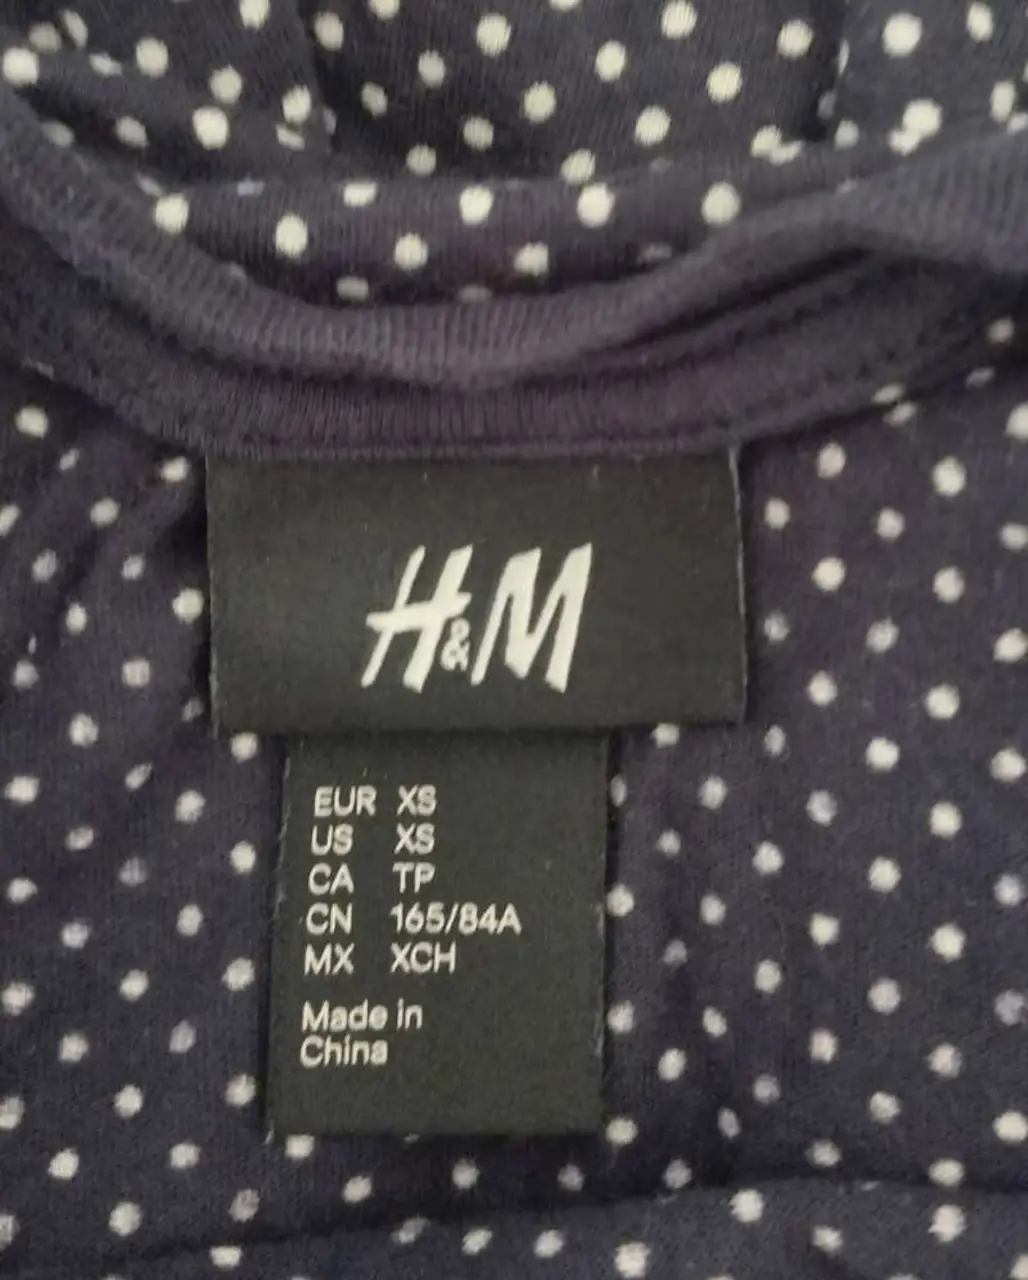 H&M
EUR XS
US XS
CA TP
CN 165/84A
MX XCH
Made in
China